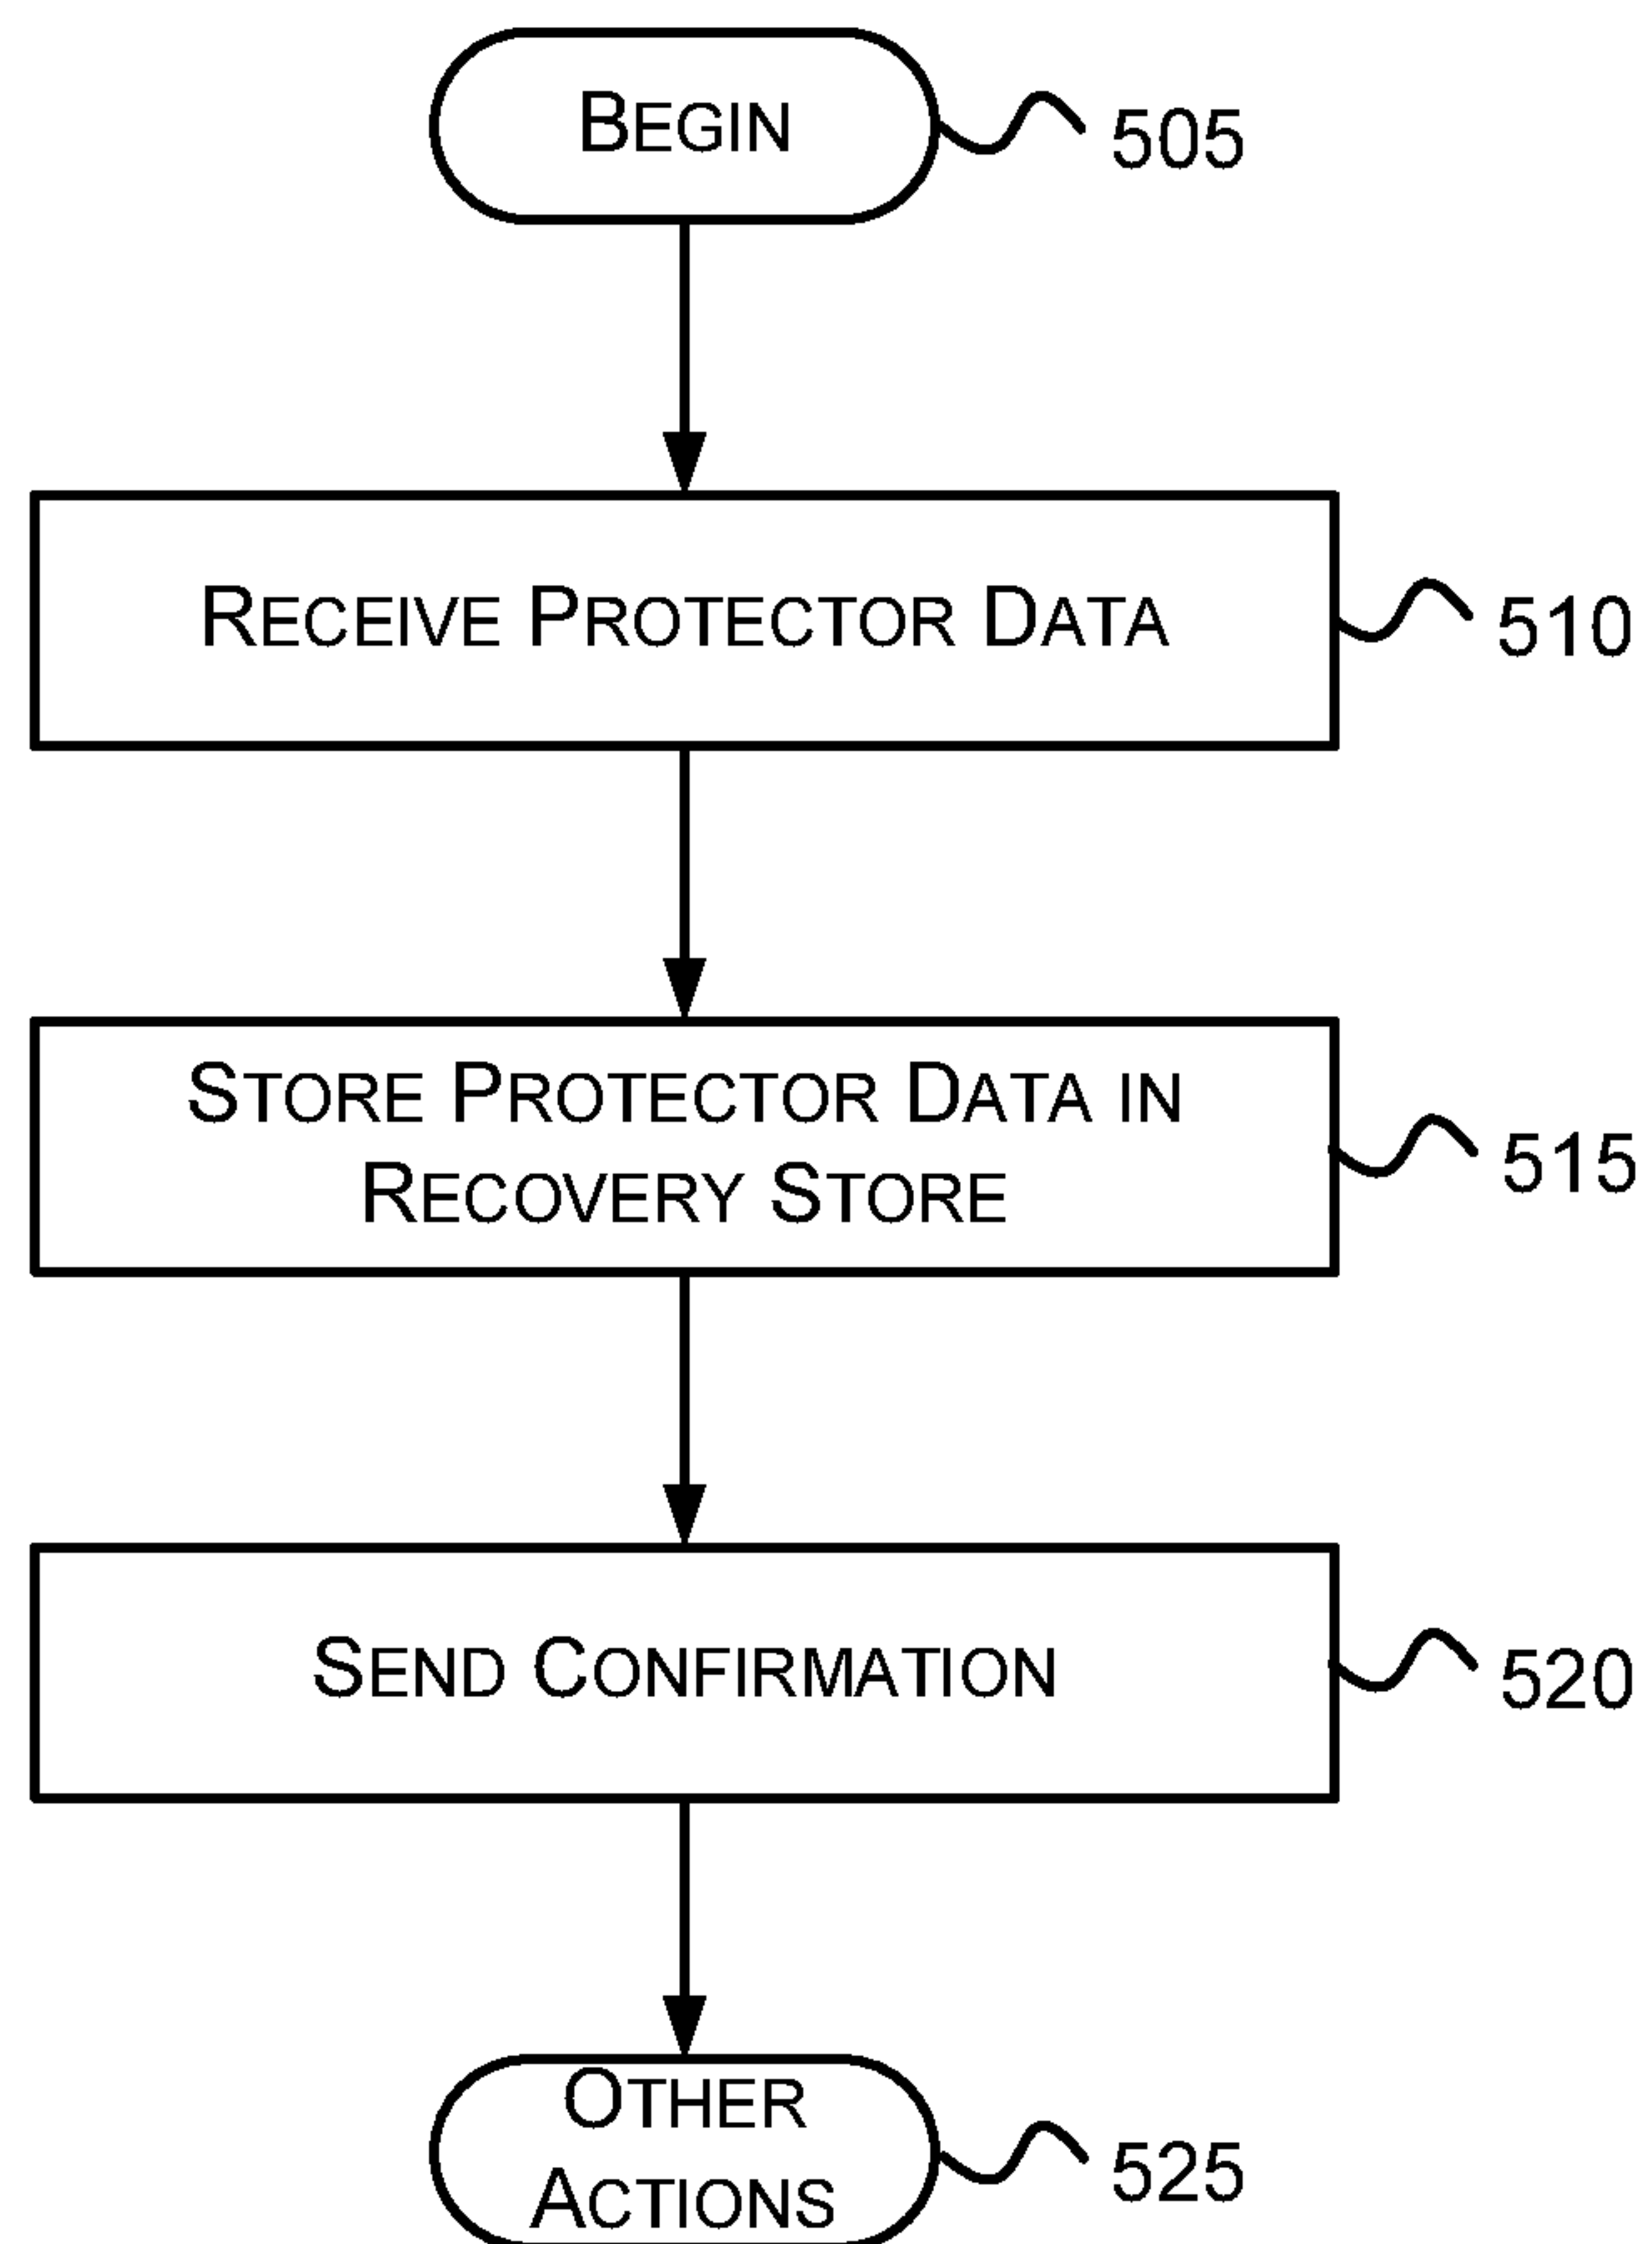 BEGIN
505
RECEIVE PROTECTOR DATA
510
STORE PROTECTOR DATA IN
RECOVERY STORE
515
SEND CONFIRMATION
520
OTHER
ACTIONS
525